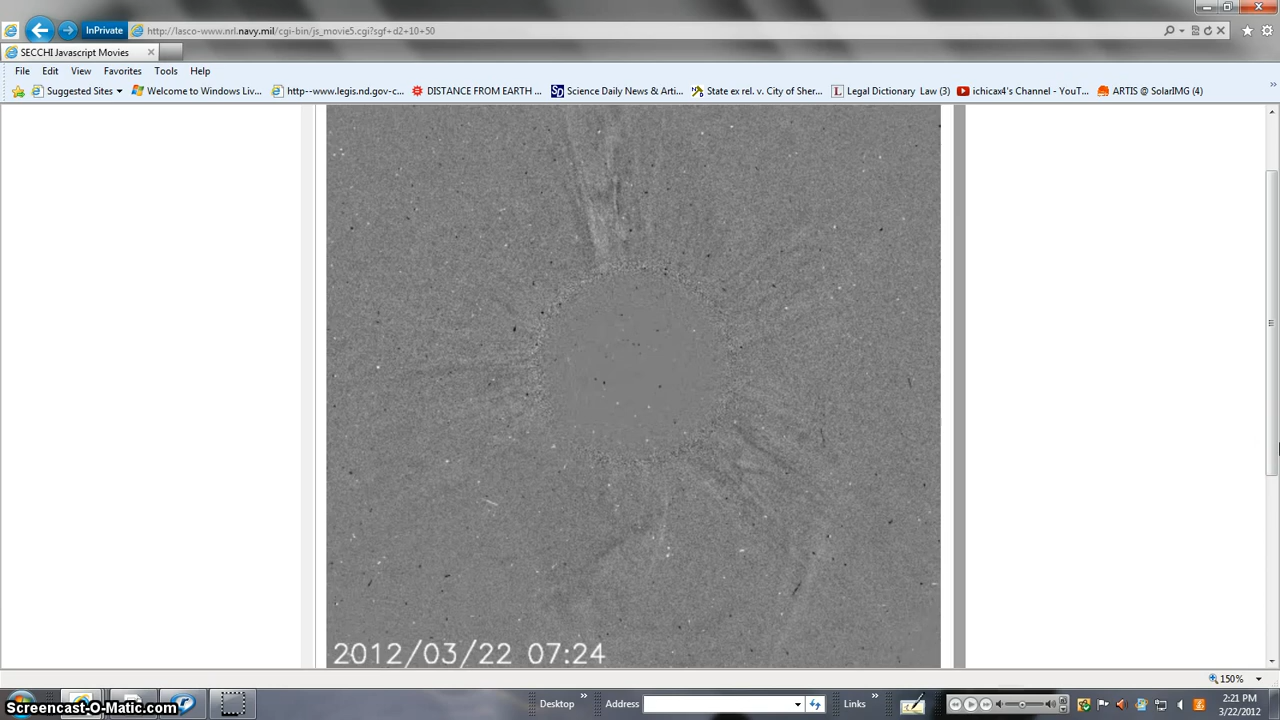 InPrivate
http://lasco-www.nrl.navy.mil/cgi-bin/js_movie5.cgi?sgf+d2+10+50
SECCHI Javascript Movies
File Edit View Favorites Tools Help
Suggested Sites Welcome to Windows Liv... http--www.legis.nd.gov-c... DISTANCE FROM EARTH ... Sp Science Daily News & Arti... State ex rel. v. City of Sher... L Legal Dictionary Law (3) ichicax4's Channel - YouT... ARTIS @ SolarIMG (4)
2012/03/22 07:24
150%
Screencast-O-Matic.com
Desktop
Address
Links
2:21 PM
3/22/2012